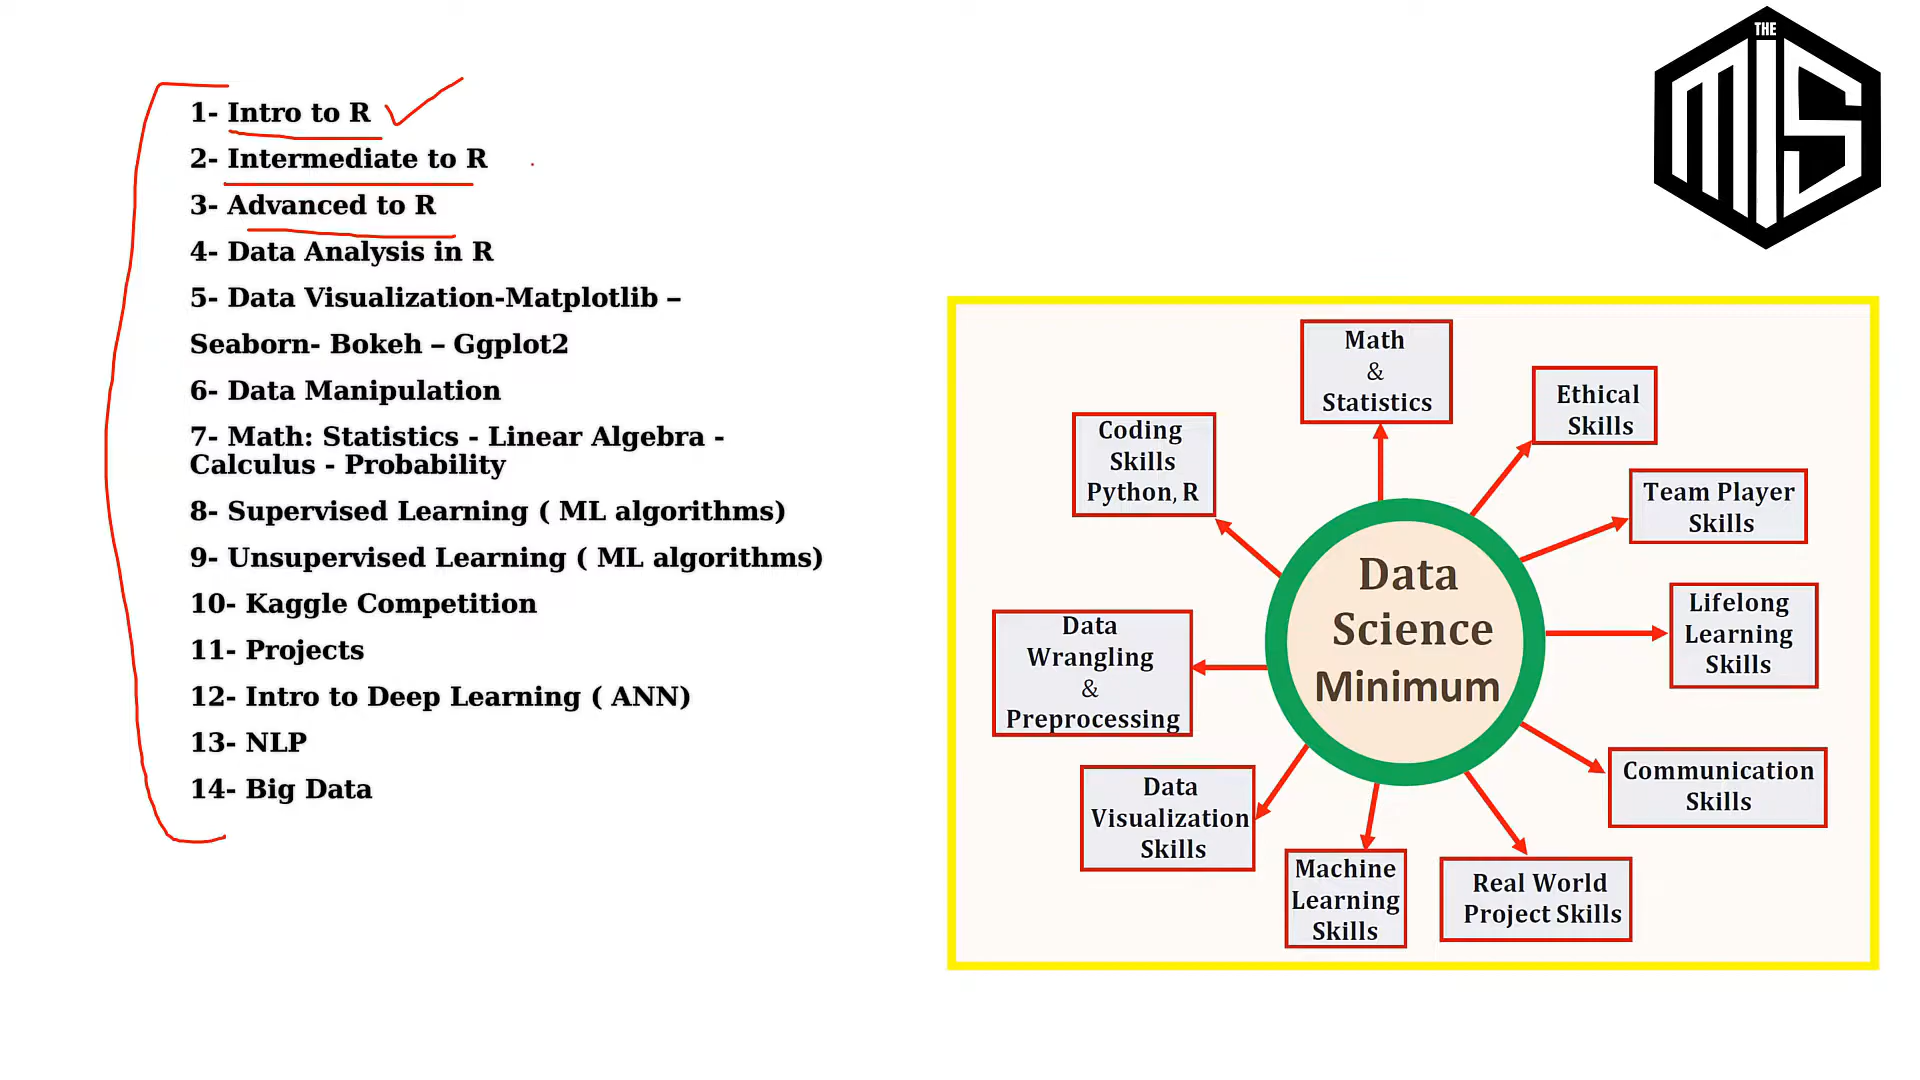 THE
MIS
1- Intro to R
2- Intermediate to R
3- Advanced to R
4- Data Analysis in R
5- Data Visualization-Matplotlib –
Seaborn- Bokeh – Ggplot2
6- Data Manipulation
7- Math: Statistics - Linear Algebra -
Calculus - Probability
8- Supervised Learning ( ML algorithms)
9- Unsupervised Learning ( ML algorithms)
10- Kaggle Competition
11- Projects
12- Intro to Deep Learning ( ANN)
13- NLP
14- Big Data
Math
&
Statistics
Ethical
Skills
Team Player
Skills
Lifelong
Learning
Skills
Communication
Skills
Real World
Project Skills
Machine
Learning
Skills
Data
Visualization
Skills
Data
Wrangling
&
Preprocessing
Coding
Skills
Python, R
Data
Science
Minimum